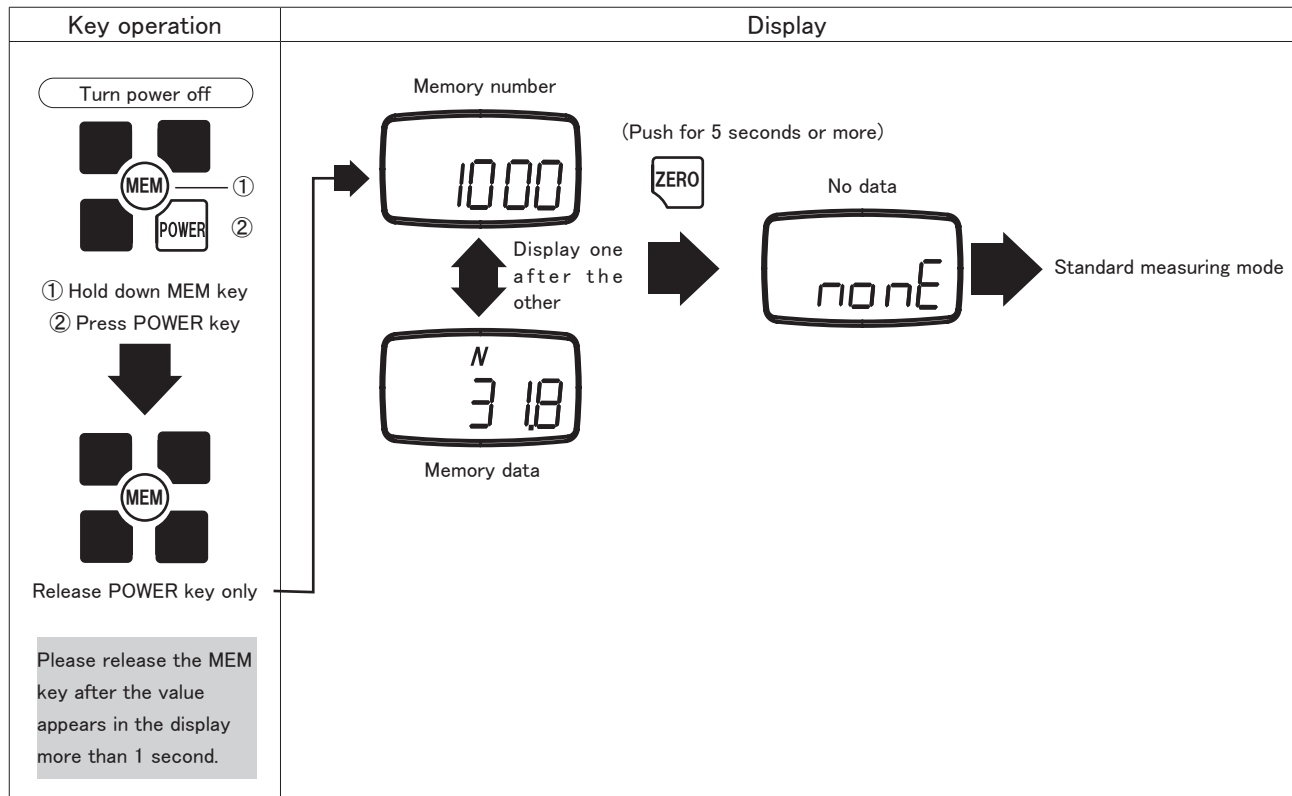 Key operation
Display
Turn power off
MEM
①
POWER
②
① Hold down MEM key
② Press POWER key
MEM
Release POWER key only
Please release the MEM
key after the value
appears in the display
more than 1 second.
Memory number
1000
Display one
after the
other
N
31.8
Memory data
(Push for 5 seconds or more)
ZERO
No data
nonE
Standard measuring mode